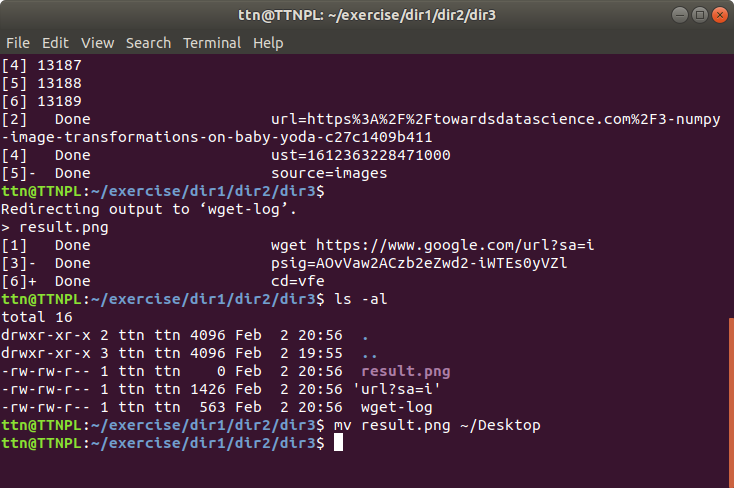 ttn@TTNPL: ~/exercise/dir1/dir2/dir3
File Edit View Search Terminal Help
[4] 13187
[5] 13188
[6] 13189
[2]   Done                    url=https%3A%2F%2Ftowardsdatascience.com%2F3-numpy
-image-transformations-on-baby-yoda-c27c1409b411
[4]   Done                    ust=1612363228471000
[5]-  Done                    source=images
ttn@TTNPL:~/exercise/dir1/dir2/dir3$
Redirecting output to ‘wget-log’.
> result.png
[1]   Done                    wget https://www.google.com/url?sa=i
[3]-  Done                    psig=AOvVaw2ACzb2eZwd2-iWTEs0yVZl
[6]+  Done                    cd=vfe
ttn@TTNPL:~/exercise/dir1/dir2/dir3$ ls -al
total 16
drwxr-xr-x 2 ttn ttn 4096 Feb  2 20:56  .
drwxr-xr-x 3 ttn ttn 4096 Feb  2 19:55  ..
-rw-rw-r-- 1 ttn ttn    0 Feb  2 20:56  result.png
-rw-rw-r-- 1 ttn ttn 1426 Feb  2 20:56 'url?sa=i'
-rw-rw-r-- 1 ttn ttn  563 Feb  2 20:56  wget-log
ttn@TTNPL:~/exercise/dir1/dir2/dir3$ mv result.png ~/Desktop
ttn@TTNPL:~/exercise/dir1/dir2/dir3$